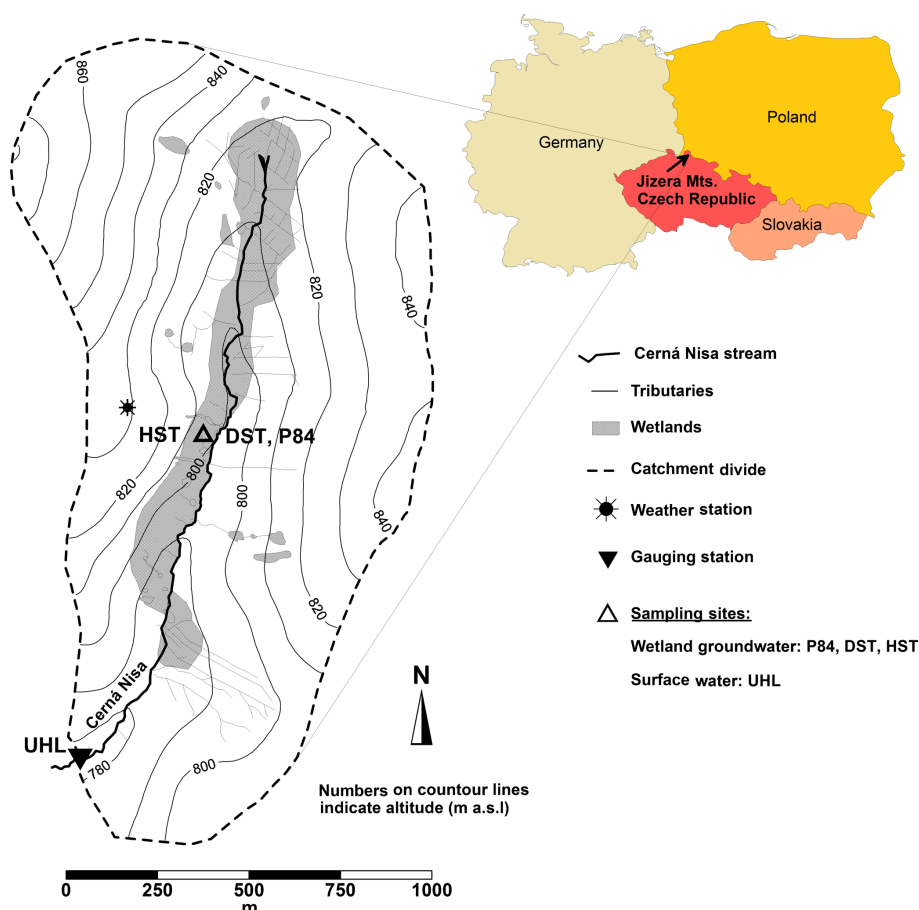 860
840
820
820
840
HST
DST, P84
800
800
820
840
820
Cerná Nisa
UHL
780
800
N
Numbers on countour lines
indicate altitude (m a.s.l)
0 250 500 750 1000
m
Germany
Poland
Jizera Mts.
Czech Republic
Slovakia
Cerná Nisa stream
Tributaries
Wetlands
Catchment divide
Weather station
Gauging station
Sampling sites:
Wetland groundwater: P84, DST, HST
Surface water: UHL